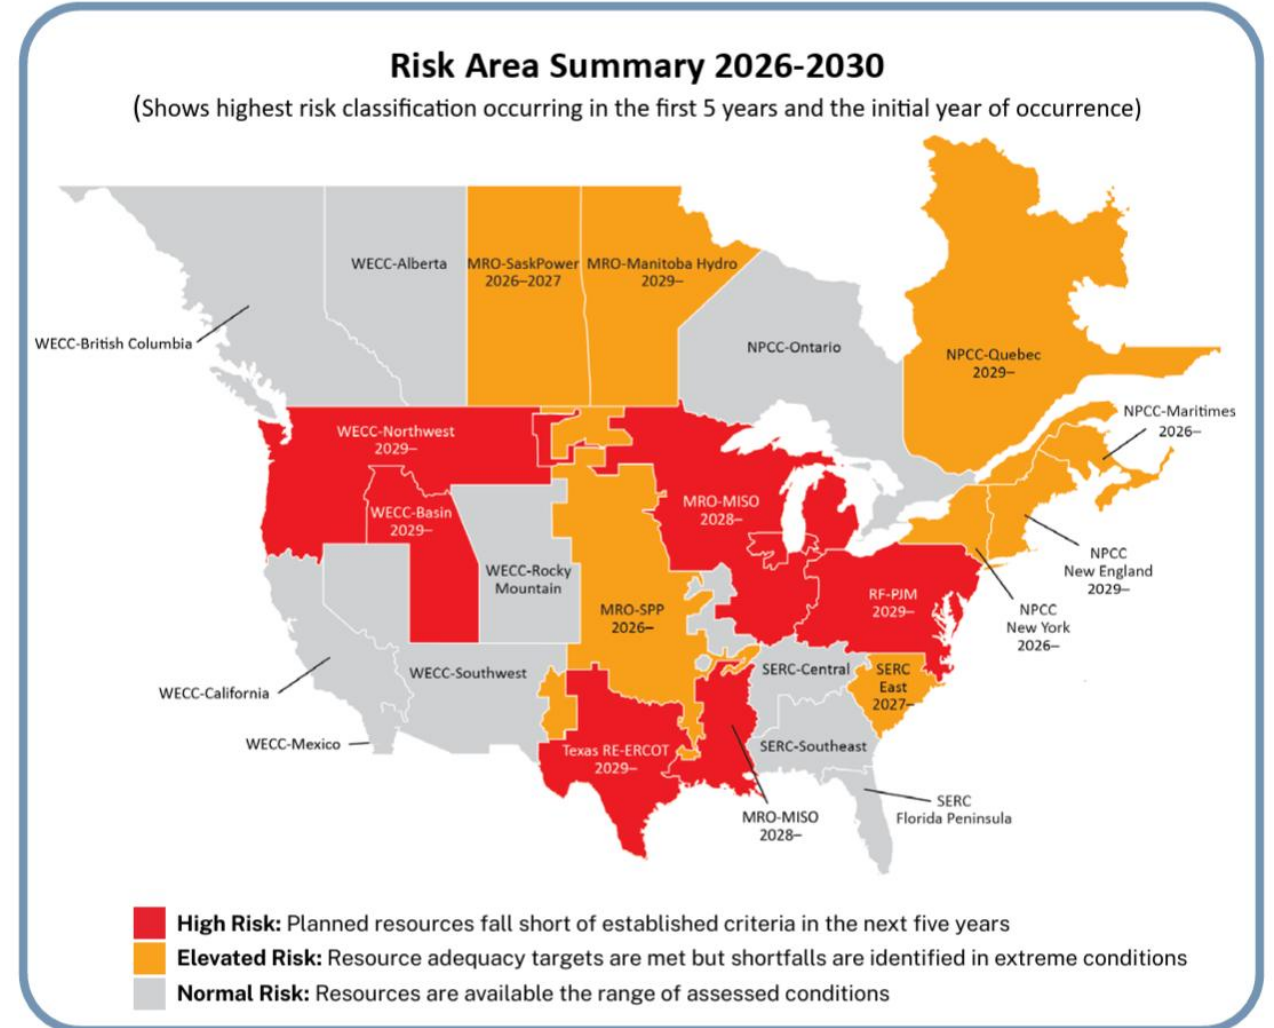 Risk Area Summary 2026-2030
(Shows highest risk classification occurring in the first 5 years and the initial year of occurrence)
WECC-Alberta
MRO-SaskPower
2026–2027
MRO-Manitoba Hydro
2029–
WECC-British Columbia
NPCC-Ontario
NPCC-Quebec
2029–
NPCC-Maritimes
2026–
WECC-Northwest
2029–
WECC-Basin
2029–
MRO-MISO
2028–
WECC-Rocky
Mountain
NPCC
New England
2029–
RF-PJM
2029–
MRO-SPP
2026–
NPCC
New York
2026–
WECC-Southwest
SERC-Central
SERC
East
2027–
WECC-California
WECC-Mexico
Texas RE-ERCOT
2029–
SERC-Southeast
SERC
Florida Peninsula
MRO-MISO
2028–
High Risk: Planned resources fall short of established criteria in the next five years
Elevated Risk: Resource adequacy targets are met but shortfalls are identified in extreme conditions
Normal Risk: Resources are available the range of assessed conditions